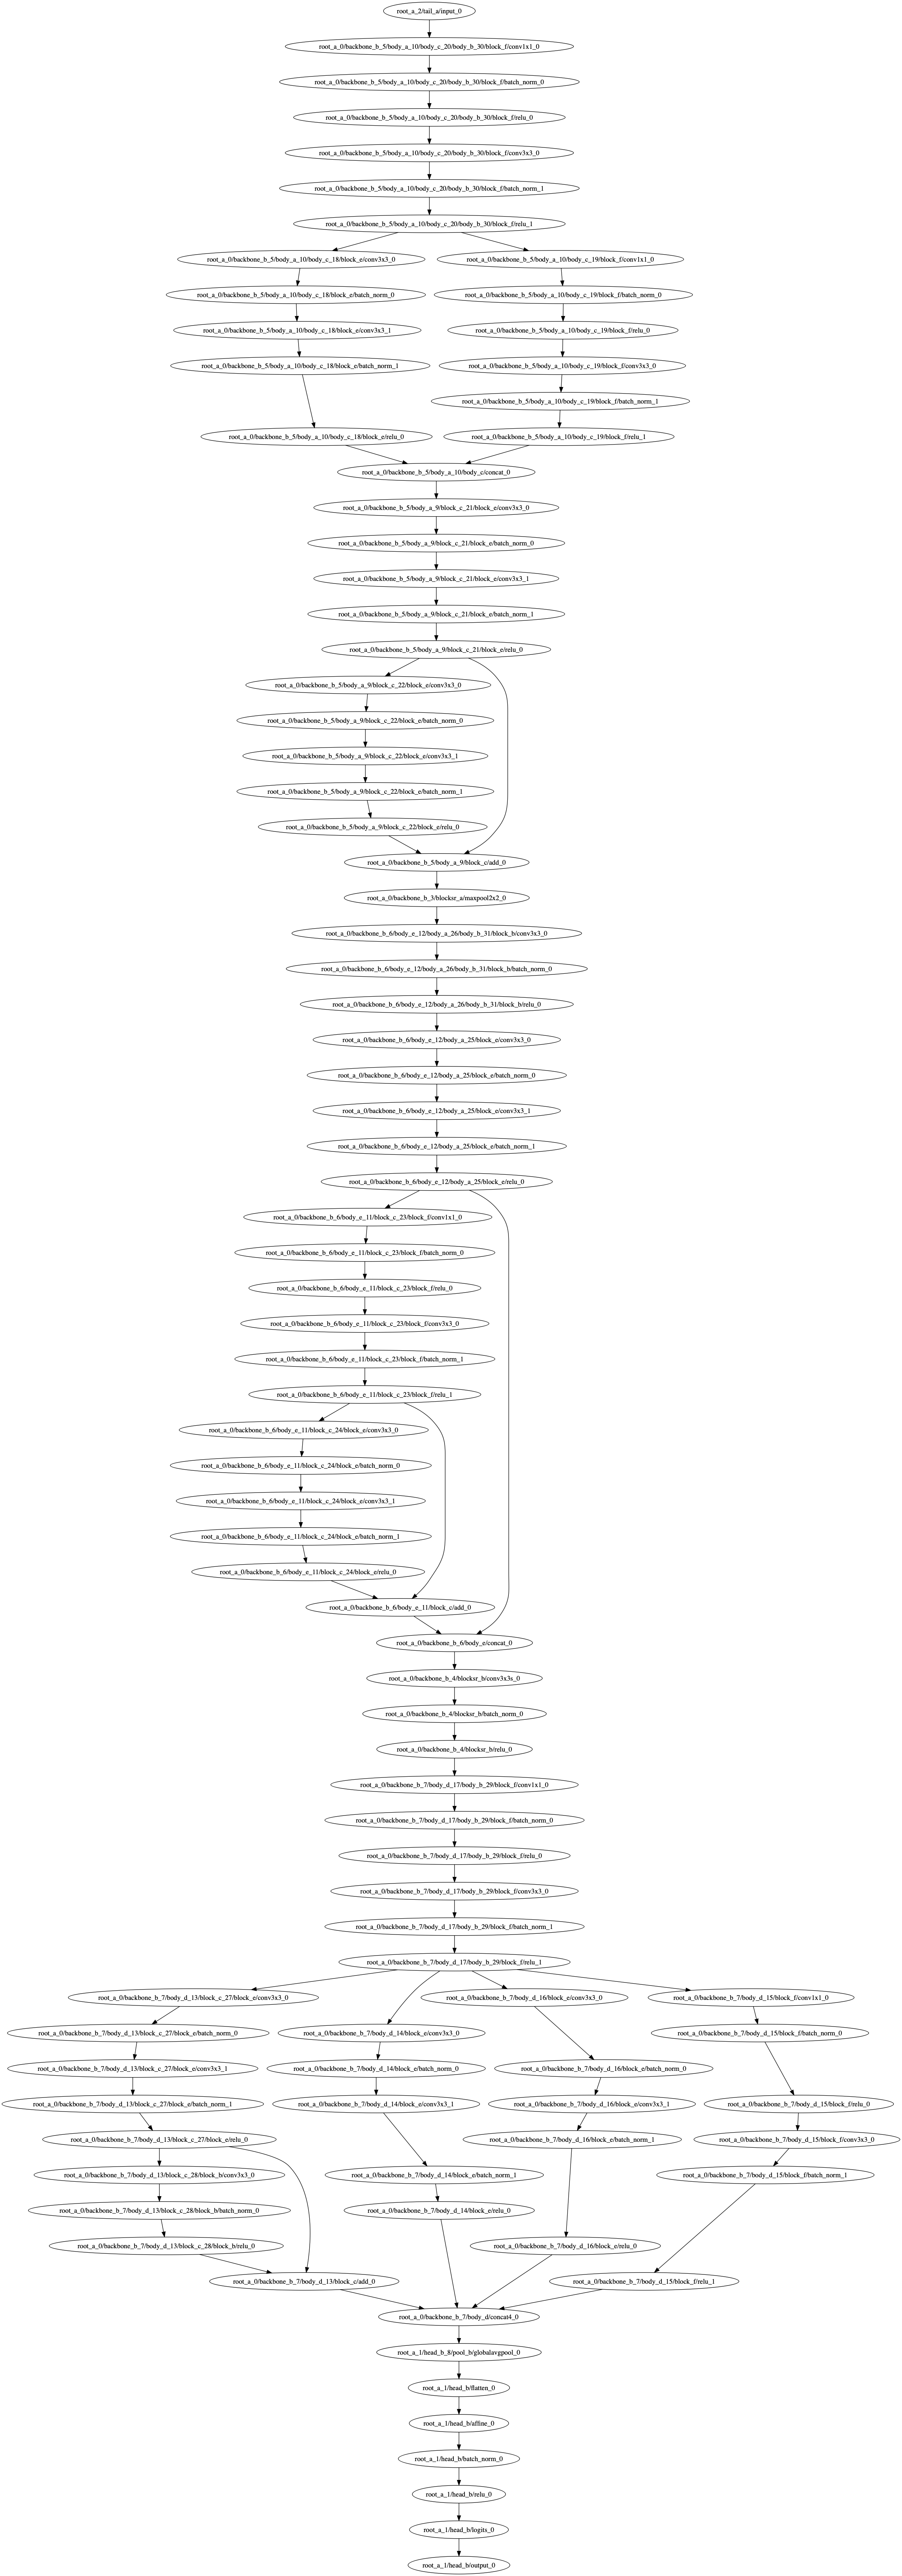 root_a_2/tail_a/input_0
root_a_0/backbone_b_5/body_a_10/body_c_20/body_b_30/block_f/conv1x1_0
root_a_0/backbone_b_5/body_a_10/body_c_20/body_b_30/block_f/batch_norm_0
root_a_0/backbone_b_5/body_a_10/body_c_20/body_b_30/block_f/relu_0
root_a_0/backbone_b_5/body_a_10/body_c_20/body_b_30/block_f/conv3x3_0
root_a_0/backbone_b_5/body_a_10/body_c_20/body_b_30/block_f/batch_norm_1
root_a_0/backbone_b_5/body_a_10/body_c_20/body_b_30/block_f/relu_1
root_a_0/backbone_b_5/body_a_10/body_c_18/block_e/conv3x3_0
root_a_0/backbone_b_5/body_a_10/body_c_19/block_f/conv1x1_0
root_a_0/backbone_b_5/body_a_10/body_c_18/block_e/batch_norm_0
root_a_0/backbone_b_5/body_a_10/body_c_19/block_f/batch_norm_0
root_a_0/backbone_b_5/body_a_10/body_c_18/block_e/conv3x3_1
root_a_0/backbone_b_5/body_a_10/body_c_19/block_f/relu_0
root_a_0/backbone_b_5/body_a_10/body_c_18/block_e/batch_norm_1
root_a_0/backbone_b_5/body_a_10/body_c_19/block_f/conv3x3_0
root_a_0/backbone_b_5/body_a_10/body_c_19/block_f/batch_norm_1
root_a_0/backbone_b_5/body_a_10/body_c_18/block_e/relu_0
root_a_0/backbone_b_5/body_a_10/body_c_19/block_f/relu_1
root_a_0/backbone_b_5/body_a_10/body_c/concat_0
root_a_0/backbone_b_5/body_a_9/block_c_21/block_e/conv3x3_0
root_a_0/backbone_b_5/body_a_9/block_c_21/block_e/batch_norm_0
root_a_0/backbone_b_5/body_a_9/block_c_21/block_e/conv3x3_1
root_a_0/backbone_b_5/body_a_9/block_c_21/block_e/batch_norm_1
root_a_0/backbone_b_5/body_a_9/block_c_21/block_e/relu_0
root_a_0/backbone_b_5/body_a_9/block_c_22/block_e/conv3x3_0
root_a_0/backbone_b_5/body_a_9/block_c_22/block_e/batch_norm_0
root_a_0/backbone_b_5/body_a_9/block_c_22/block_e/conv3x3_1
root_a_0/backbone_b_5/body_a_9/block_c_22/block_e/batch_norm_1
root_a_0/backbone_b_5/body_a_9/block_c_22/block_e/relu_0
root_a_0/backbone_b_5/body_a_9/block_c/add_0
root_a_0/backbone_b_3/blocksr_a/maxpool2x2_0
root_a_0/backbone_b_6/body_e_12/body_a_26/body_b_31/block_b/conv3x3_0
root_a_0/backbone_b_6/body_e_12/body_a_26/body_b_31/block_b/batch_norm_0
root_a_0/backbone_b_6/body_e_12/body_a_26/body_b_31/block_b/relu_0
root_a_0/backbone_b_6/body_e_12/body_a_25/block_e/conv3x3_0
root_a_0/backbone_b_6/body_e_12/body_a_25/block_e/batch_norm_0
root_a_0/backbone_b_6/body_e_12/body_a_25/block_e/conv3x3_1
root_a_0/backbone_b_6/body_e_12/body_a_25/block_e/batch_norm_1
root_a_0/backbone_b_6/body_e_12/body_a_25/block_e/relu_0
root_a_0/backbone_b_6/body_e_11/block_c_23/block_f/conv1x1_0
root_a_0/backbone_b_6/body_e_11/block_c_23/block_f/batch_norm_0
root_a_0/backbone_b_6/body_e_11/block_c_23/block_f/relu_0
root_a_0/backbone_b_6/body_e_11/block_c_23/block_f/conv3x3_0
root_a_0/backbone_b_6/body_e_11/block_c_23/block_f/batch_norm_1
root_a_0/backbone_b_6/body_e_11/block_c_23/block_f/relu_1
root_a_0/backbone_b_6/body_e_11/block_c_24/block_e/conv3x3_0
root_a_0/backbone_b_6/body_e_11/block_c_24/block_e/batch_norm_0
root_a_0/backbone_b_6/body_e_11/block_c_24/block_e/conv3x3_1
root_a_0/backbone_b_6/body_e_11/block_c_24/block_e/batch_norm_1
root_a_0/backbone_b_6/body_e_11/block_c_24/block_e/relu_0
root_a_0/backbone_b_6/body_e_11/block_c/add_0
root_a_0/backbone_b_6/body_e/concat_0
root_a_0/backbone_b_4/blocksr_b/conv3x3s_0
root_a_0/backbone_b_4/blocksr_b/batch_norm_0
root_a_0/backbone_b_4/blocksr_b/relu_0
root_a_0/backbone_b_7/body_d_17/body_b_29/block_f/conv1x1_0
root_a_0/backbone_b_7/body_d_17/body_b_29/block_f/batch_norm_0
root_a_0/backbone_b_7/body_d_17/body_b_29/block_f/relu_0
root_a_0/backbone_b_7/body_d_17/body_b_29/block_f/conv3x3_0
root_a_0/backbone_b_7/body_d_17/body_b_29/block_f/batch_norm_1
root_a_0/backbone_b_7/body_d_17/body_b_29/block_f/relu_1
root_a_0/backbone_b_7/body_d_13/block_c_27/block_e/conv3x3_0
root_a_0/backbone_b_7/body_d_16/block_e/conv3x3_0
root_a_0/backbone_b_7/body_d_15/block_f/conv1x1_0
root_a_0/backbone_b_7/body_d_13/block_c_27/block_e/batch_norm_0
root_a_0/backbone_b_7/body_d_14/block_e/conv3x3_0
root_a_0/backbone_b_7/body_d_15/block_f/batch_norm_0
root_a_0/backbone_b_7/body_d_13/block_c_27/block_e/conv3x3_1
root_a_0/backbone_b_7/body_d_14/block_e/batch_norm_0
root_a_0/backbone_b_7/body_d_16/block_e/batch_norm_0
root_a_0/backbone_b_7/body_d_13/block_c_27/block_e/batch_norm_1
root_a_0/backbone_b_7/body_d_14/block_e/conv3x3_1
root_a_0/backbone_b_7/body_d_16/block_e/conv3x3_1
root_a_0/backbone_b_7/body_d_15/block_f/relu_0
root_a_0/backbone_b_7/body_d_13/block_c_27/block_e/relu_0
root_a_0/backbone_b_7/body_d_16/block_e/batch_norm_1
root_a_0/backbone_b_7/body_d_15/block_f/conv3x3_0
root_a_0/backbone_b_7/body_d_13/block_c_28/block_b/conv3x3_0
root_a_0/backbone_b_7/body_d_14/block_e/batch_norm_1
root_a_0/backbone_b_7/body_d_15/block_f/batch_norm_1
root_a_0/backbone_b_7/body_d_13/block_c_28/block_b/batch_norm_0
root_a_0/backbone_b_7/body_d_14/block_e/relu_0
root_a_0/backbone_b_7/body_d_13/block_c_28/block_b/relu_0
root_a_0/backbone_b_7/body_d_16/block_e/relu_0
root_a_0/backbone_b_7/body_d_13/block_c/add_0
root_a_0/backbone_b_7/body_d_15/block_f/relu_1
root_a_0/backbone_b_7/body_d/concat4_0
root_a_1/head_b_8/pool_b/globalavgpool_0
root_a_1/head_b/flatten_0
root_a_1/head_b/affine_0
root_a_1/head_b/batch_norm_0
root_a_1/head_b/relu_0
root_a_1/head_b/logits_0
root_a_1/head_b/output_0